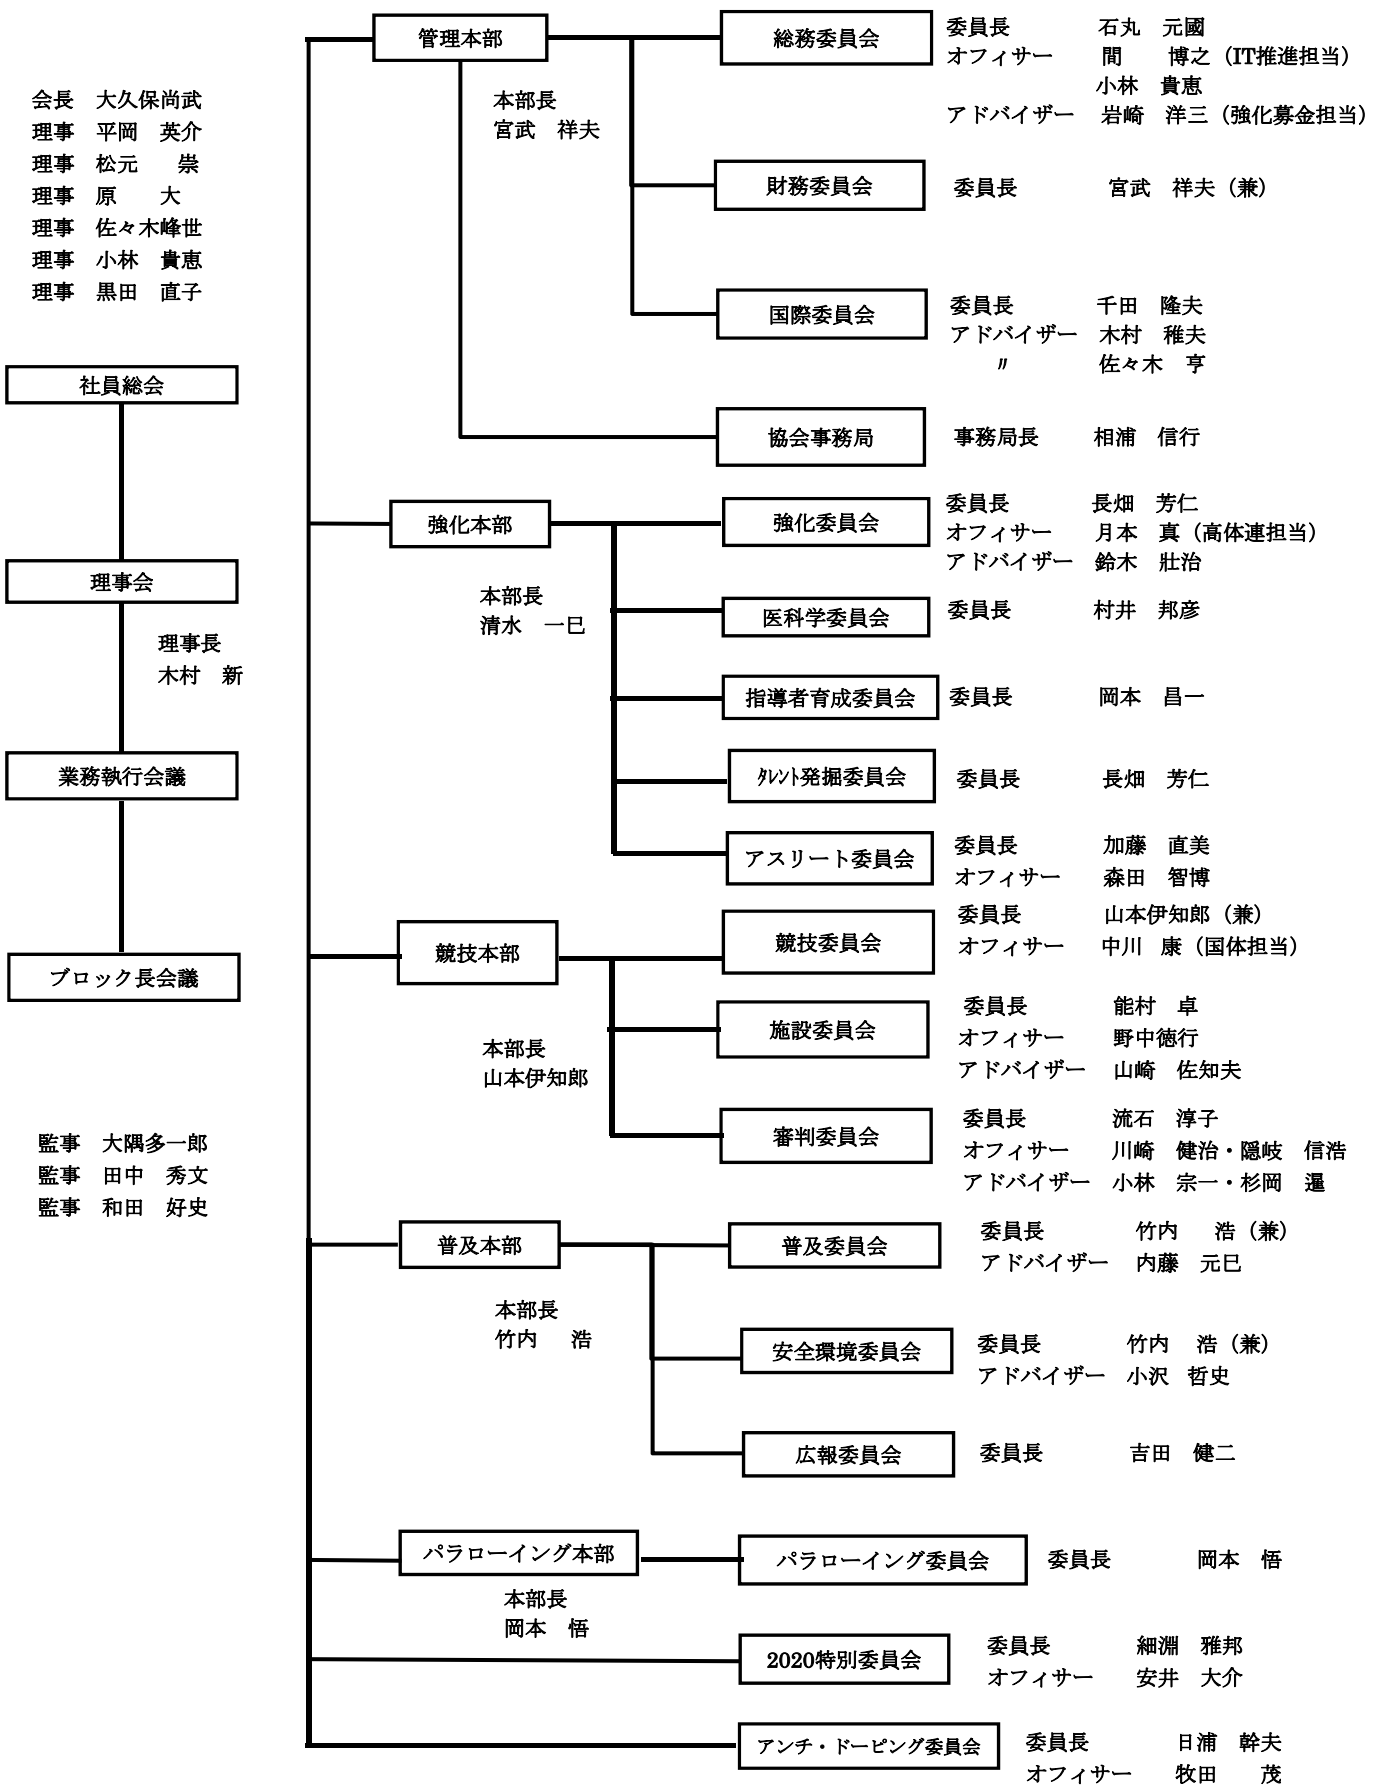 会長　大久保尚武
理事　平岡　英介
理事　松元　　崇
理事　原　　大
理事　佐々木峰世
理事　小林　貴恵
理事　黒田　直子
社員総会
理事会
理事長
木村　新
業務執行会議
ブロック長会議
監事　大隅多一郎
監事　田中　秀文
監事　和田　好史
管理本部
本部長
宮武　祥夫
総務委員会
委員長　石丸　元國
オフィサー　間　　博之（IT推進担当）
小林　貴恵
アドバイザー　岩崎　洋三（強化募金担当）
財務委員会
委員長　宮武　祥夫（兼）
国際委員会
委員長　千田　隆夫
アドバイザー　木村　稚夫
〃　佐々木　亨
協会事務局
事務局長　相浦　信行
強化本部
本部長
清水　一巳
強化委員会
委員長　長畑　芳仁
オフィサー　月本　真（高体連担当）
アドバイザー　鈴木　壯治
医科学委員会
委員長　村井　邦彦
指導者育成委員会
委員長　岡本　昌一
ﾀﾚﾝﾄ発掘委員会
委員長　長畑　芳仁
アスリート委員会
委員長　加藤　直美
オフィサー　森田　智博
競技本部
本部長
山本伊知郎
競技委員会
委員長　山本伊知郎（兼）
オフィサー　中川　康（国体担当）
施設委員会
委員長　能村　卓
オフィサー　野中徳行
アドバイザー　山崎　佐知夫
審判委員会
委員長　流石　淳子
オフィサー　川崎　健治・隠岐　信浩
アドバイザー　小林　宗一・杉岡　暹
普及本部
本部長
竹内　浩
普及委員会
委員長　竹内　浩（兼）
アドバイザー　内藤　元巳
安全環境委員会
委員長　竹内　浩（兼）
アドバイザー　小沢　哲史
広報委員会
委員長　吉田　健二
パラローイング本部
本部長
岡本　悟
パラローイング委員会
委員長　岡本　悟
2020特別委員会
委員長　細淵　雅邦
オフィサー　安井　大介
アンチ・ドーピング委員会
委員長　日浦　幹夫
オフィサー　牧田　　茂